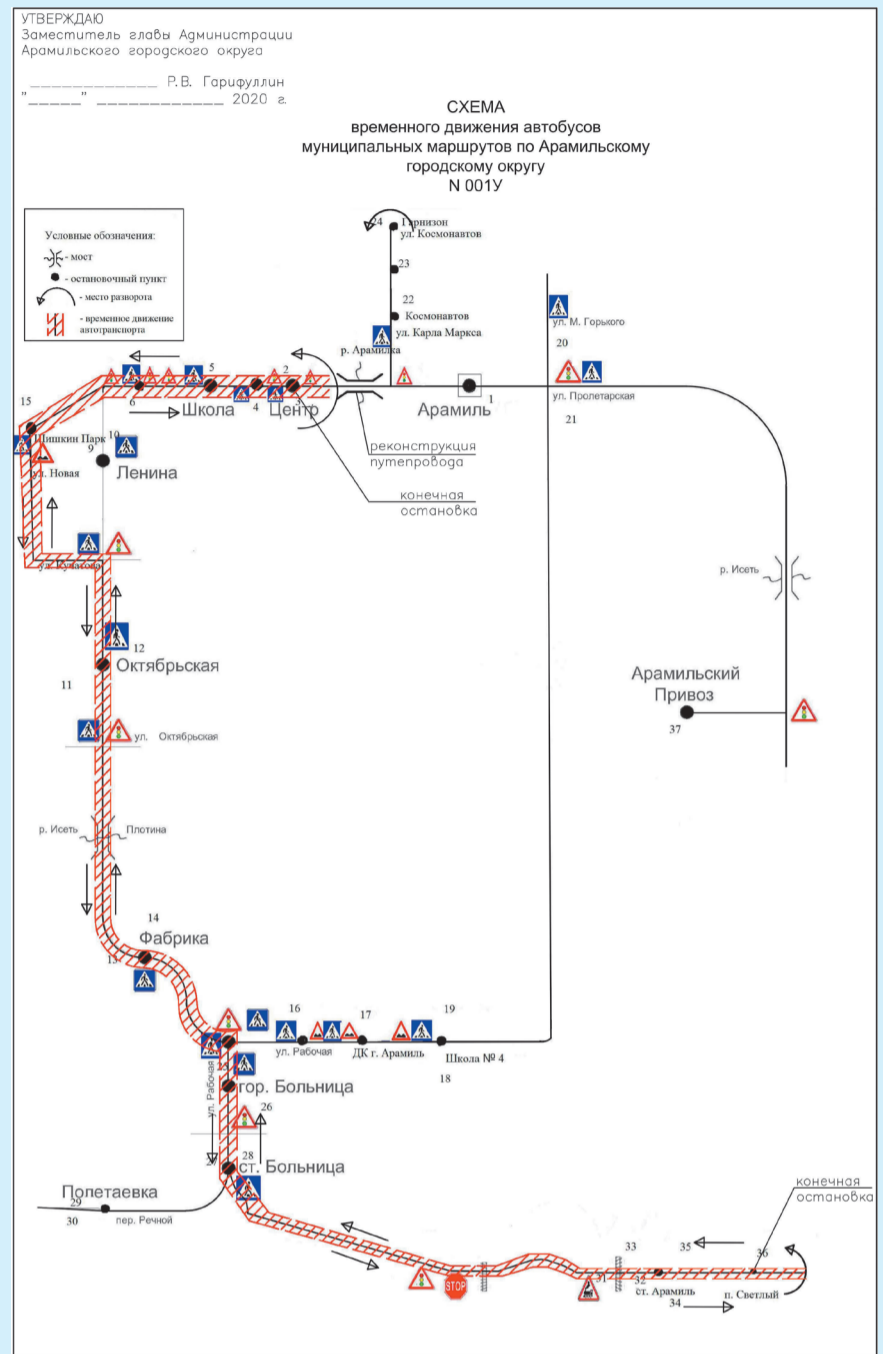 УТВЕРЖДАЮ
Заместитель главы Администрации
Арамильского городского округа
____________ Р.В. Гарифуллин
"_____" ____________ 2020 г.
СХЕМА
временного движения автобусов
муниципальных маршрутов по Арамильскому
городскому округу
N 001У
Условные обозначения:
- мост
- остановочный пункт
- место разворота
- временное движение
автотранспорта
24 Гарнизон
ул. Космонавтов
23
22
Космонавтов
ул. Карла Маркса
р. Арамилка
ул. М. Горького
20
ул. Пролетарская
21
Арамиль
1
5
2
6
Школа
4
Центр
3
реконструкция
путепровода
конечная
остановка
15
Шишкин Парк
10
9
ул. Новая
Ленина
р. Исеть
12
Октябрьская
11
ул. Октябрьская
Арамильский
Привоз
37
р. Исеть
Плотина
14
Фабрика
13
16
17
19
ул. Рабочая
ДК г. Арамиль
Школа № 4
18
ул. Рабочая
гор. Больница
26
28
ст. Больница
Полетаевка
29
30
пер. Речной
конечная
остановка
33
35
36
31
32
ст. Арамиль
34
п. Светлый
STOP